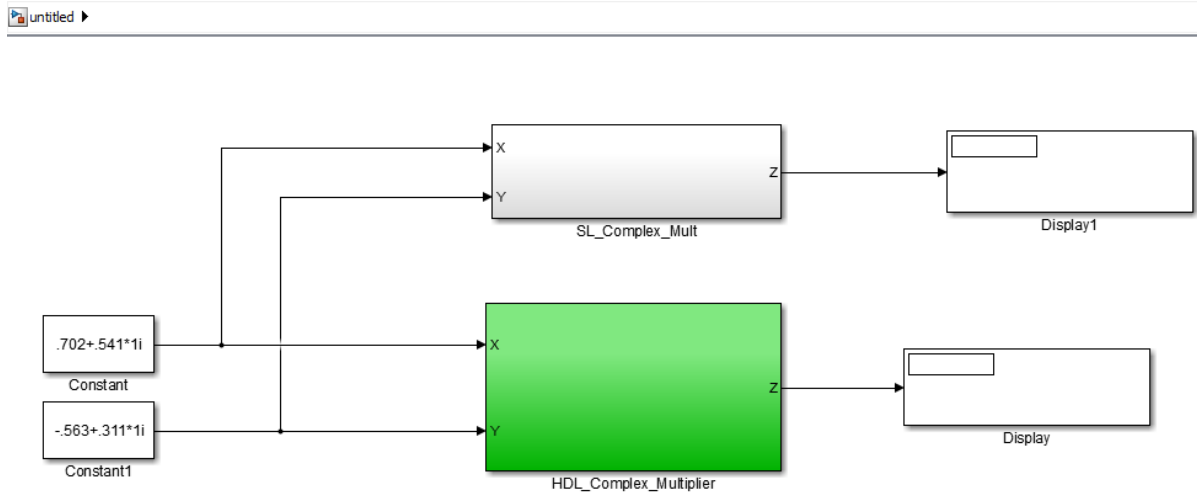 untitled
X
Y
Z
SL_Complex_Mult
Display1
.702+.541*1i
Constant
-.563+.311*1i
Constant1
X
Y
Z
HDL_Complex_Multiplier
Display